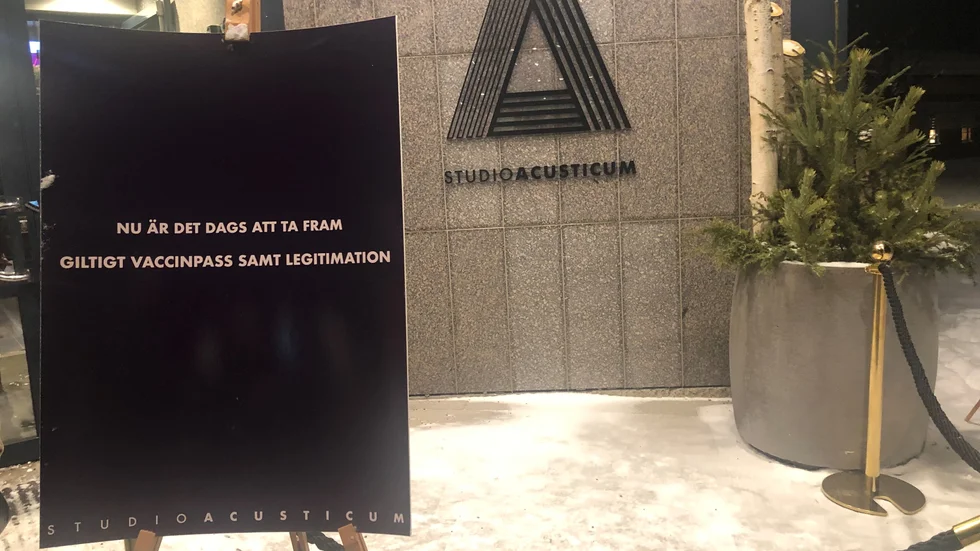 NU ÄR DET DAGS ATT TA FRAM
GILTIGT VACCINPASS SAMT LEGITIMATION
STUDIOACUSTICUM
STUDIOACUSTICUM